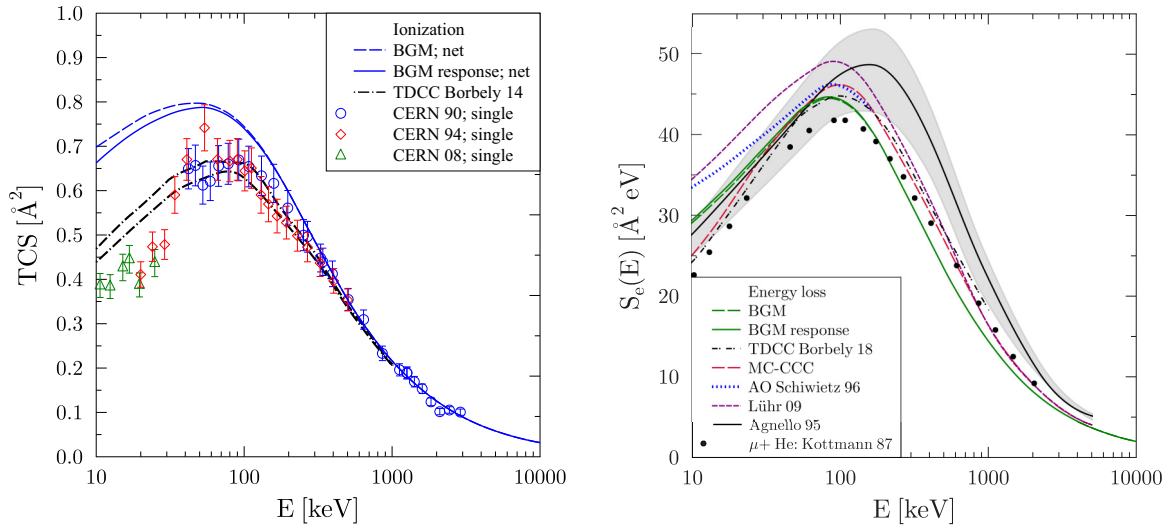 TCS [Å²]
1.0
0.9
0.8
0.7
0.6
0.5
0.4
0.3
0.2
0.1
0.0
10
100
1000
10000
E [keV]
Ionization
BGM; net
BGM response; net
TDCC Borbely 14
CERN 90; single
CERN 94; single
CERN 08; single
Sₑ(E) [Å² eV]
50
40
30
20
10
0
10
100
1000
10000
E [keV]
Energy loss
BGM
BGM response
TDCC Borbely 18
MC-CCC
AO Schiwietz 96
Lühr 09
Agnello 95
μ+ He: Kottmann 87